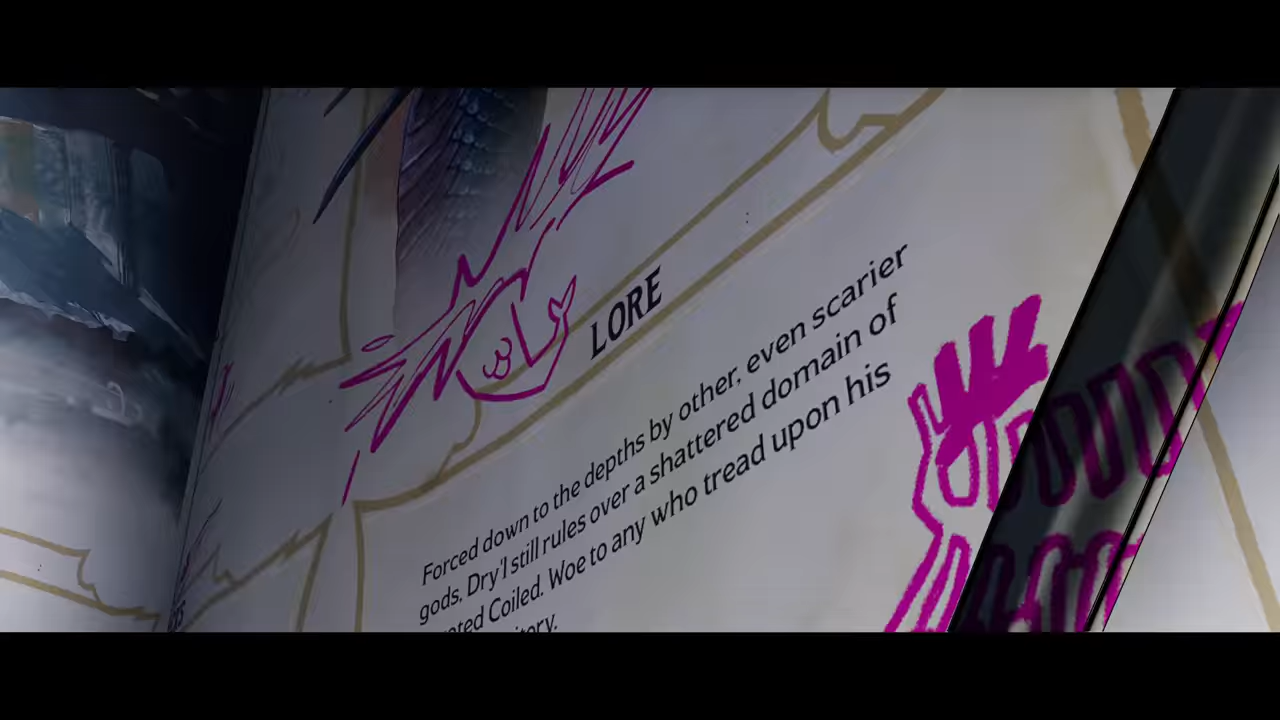 LORE
Forced down to the depths by other, even scarier
gods, Dry'l still rules over a shattered domain of
Coiled. Woe to any who tread upon his